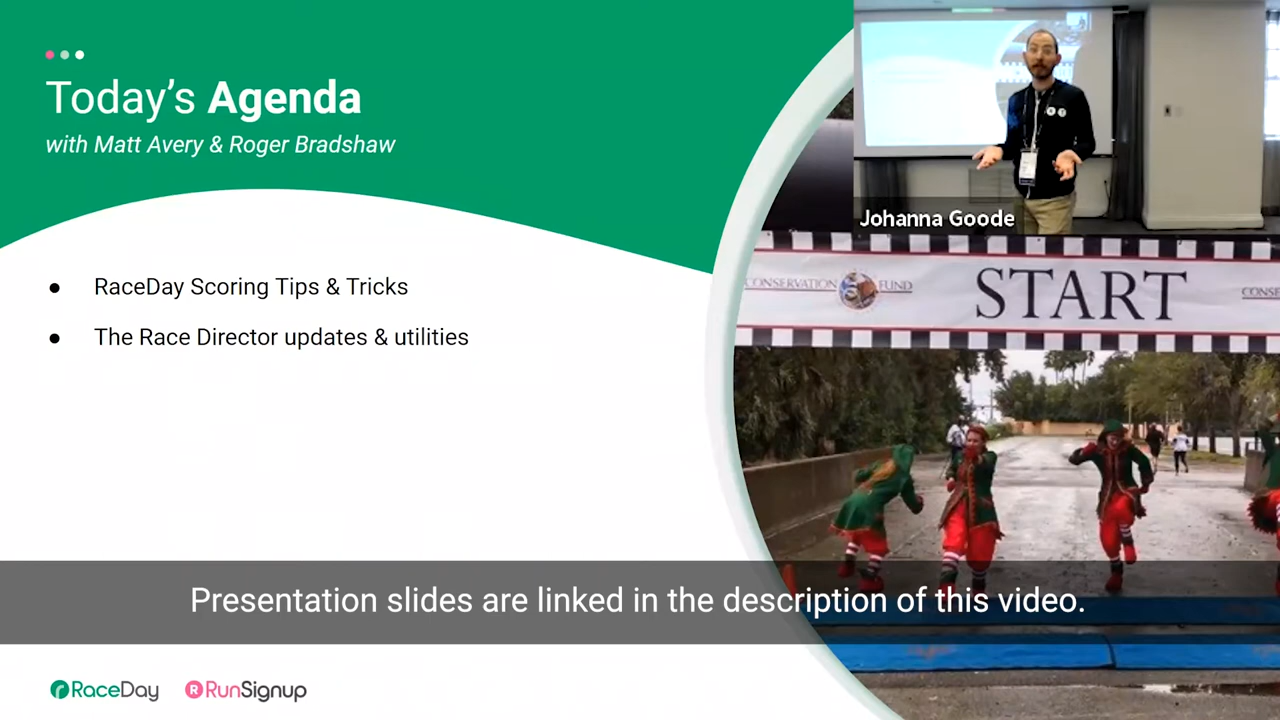 Today's Agenda
with Matt Avery & Roger Bradshaw
Johanna Goode
● RaceDay Scoring Tips & Tricks
● The Race Director updates & utilities
CONSERVATION FUND
START
CONSE
Presentation slides are linked in the description of this video.
RaceDay
R RunSignup